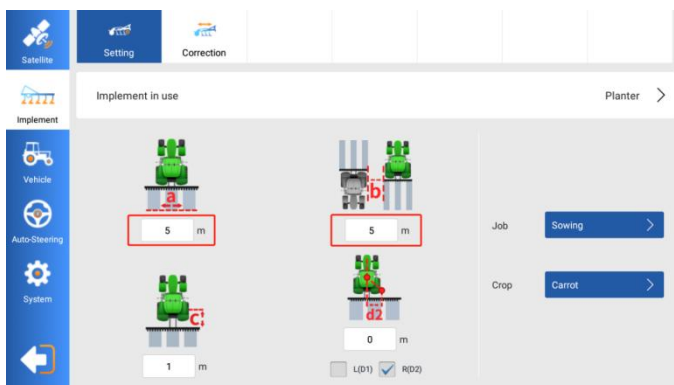 Satellite
Setting
Correction
Implement in use
Planter
Implement
Vehicle
Auto-Steering
System
a
5 m
b
5 m
Job
Sowing
c
1 m
d2
0 m
L(D1)
R(D2)
Crop
Carrot